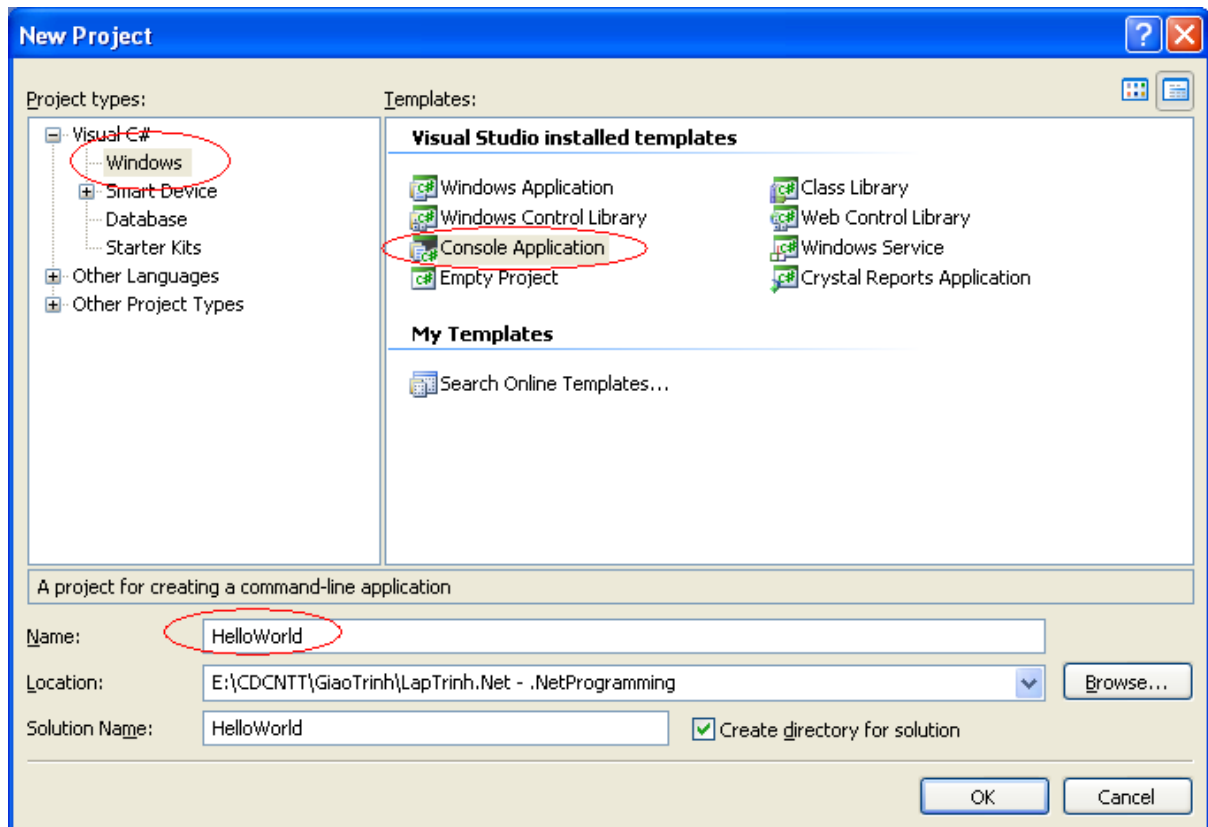 New Project
Project types:
Templates:
Visual C#
Windows
Smart Device
Database
Starter Kits
Other Languages
Other Project Types
Visual Studio installed templates
Windows Application
Class Library
Windows Control Library
Web Control Library
Console Application
Windows Service
Empty Project
Crystal Reports Application
My Templates
Search Online Templates...
A project for creating a command-line application
Name:
HelloWorld
Location:
E:\CDCNTT\GiaoTrinh\LapTrinh.Net - .NetProgramming
Browse...
Solution Name:
HelloWorld
Create directory for solution
OK
Cancel